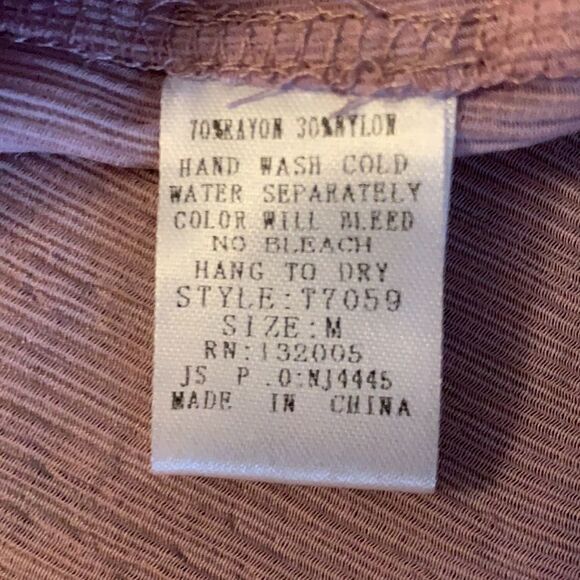 70%RAYON 30%NYLON
HAND WASH COLD
WATER SEPARATELY
COLOR WILL BLEED
NO BLEACH
HANG TO DRY
STYLE:T7059
SIZE:M
RN:132005
JS P.O:NJ4445
MADE IN CHINA